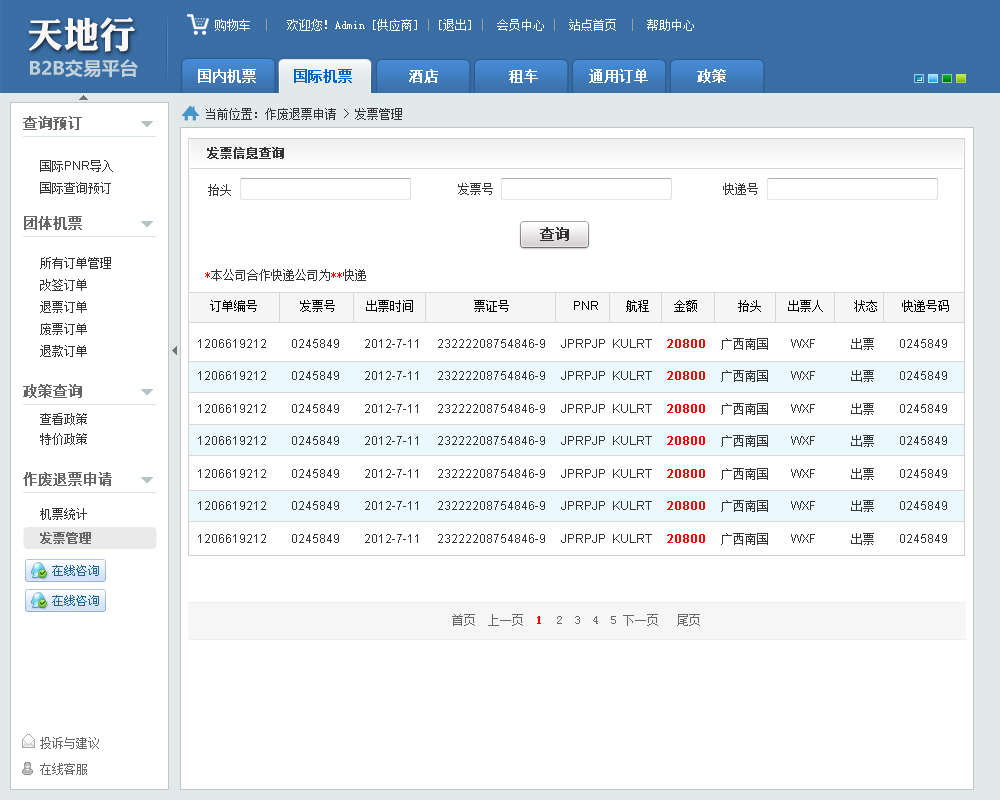 天地行
B2B交易平台
购物车 | 欢迎您! Admin [供应商] | [退出] | 会员中心 | 站点首页 | 帮助中心
国内机票 国际机票 酒店 租车 通用订单 政策
当前位置: 作废退票申请 > 发票管理
查询预订
国际PNR导入
国际查询预订
团体机票
所有订单管理
改签订单
退票订单
废票订单
退款订单
政策查询
查看政策
特价政策
作废退票申请
机票统计
发票管理
在线咨询
在线咨询
投诉与建议
在线客服
发票信息查询
抬头 发票号 快递号
查询
*本公司合作快递公司为**快递
订单编号 发票号 出票时间 票证号 PNR 航程 金额 抬头 出票人 状态 快递号码
1206619212 0245849 2012-7-11 23222208754846-9 JPRPJP KULRT 20800 广西南国 WXF 出票 0245849
1206619212 0245849 2012-7-11 23222208754846-9 JPRPJP KULRT 20800 广西南国 WXF 出票 0245849
1206619212 0245849 2012-7-11 23222208754846-9 JPRPJP KULRT 20800 广西南国 WXF 出票 0245849
1206619212 0245849 2012-7-11 23222208754846-9 JPRPJP KULRT 20800 广西南国 WXF 出票 0245849
1206619212 0245849 2012-7-11 23222208754846-9 JPRPJP KULRT 20800 广西南国 WXF 出票 0245849
1206619212 0245849 2012-7-11 23222208754846-9 JPRPJP KULRT 20800 广西南国 WXF 出票 0245849
1206619212 0245849 2012-7-11 23222208754846-9 JPRPJP KULRT 20800 广西南国 WXF 出票 0245849
首页 上一页 1 2 3 4 5 下一页 尾页